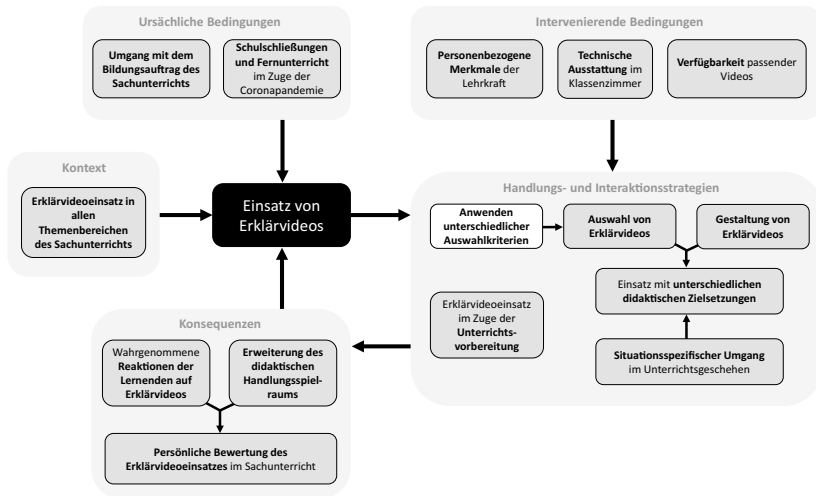 Ursächliche Bedingungen
Umgang mit dem
Bildungsauftrag des
Sachunterrichts
Schulschließungen
und Fernunterricht
im Zuge der
Coronapandemie
Intervenierende Bedingungen
Personenbezogene
Merkmale der
Lehrkraft
Technische
Ausstattung im
Klassenzimmer
Verfügbarkeit passender
Videos
Kontext
Erklärvideoeinsatz in
allen
Themenbereichen
des Sachunterrichts
Einsatz von
Erklärvideos
Handlungs- und Interaktionsstrategien
Anwenden
unterschiedlicher
Auswahlkriterien
Auswahl von
Erklärvideos
Gestaltung von
Erklärvideos
Einsatz mit unterschiedlichen
didaktischen Zielsetzungen
Erklärvideoeinsatz
im Zuge der
Unterrichts-
vorbereitung
Situationsspezifischer Umgang
im Unterrichtsgeschehen
Konsequenzen
Wahrgenommene
Reaktionen der
Lernenden auf
Erklärvideos
Erweiterung des
didaktischen
Handlungsspiel-
raums
Persönliche Bewertung des
Erklärvideoeinsatzes im Sachunterricht